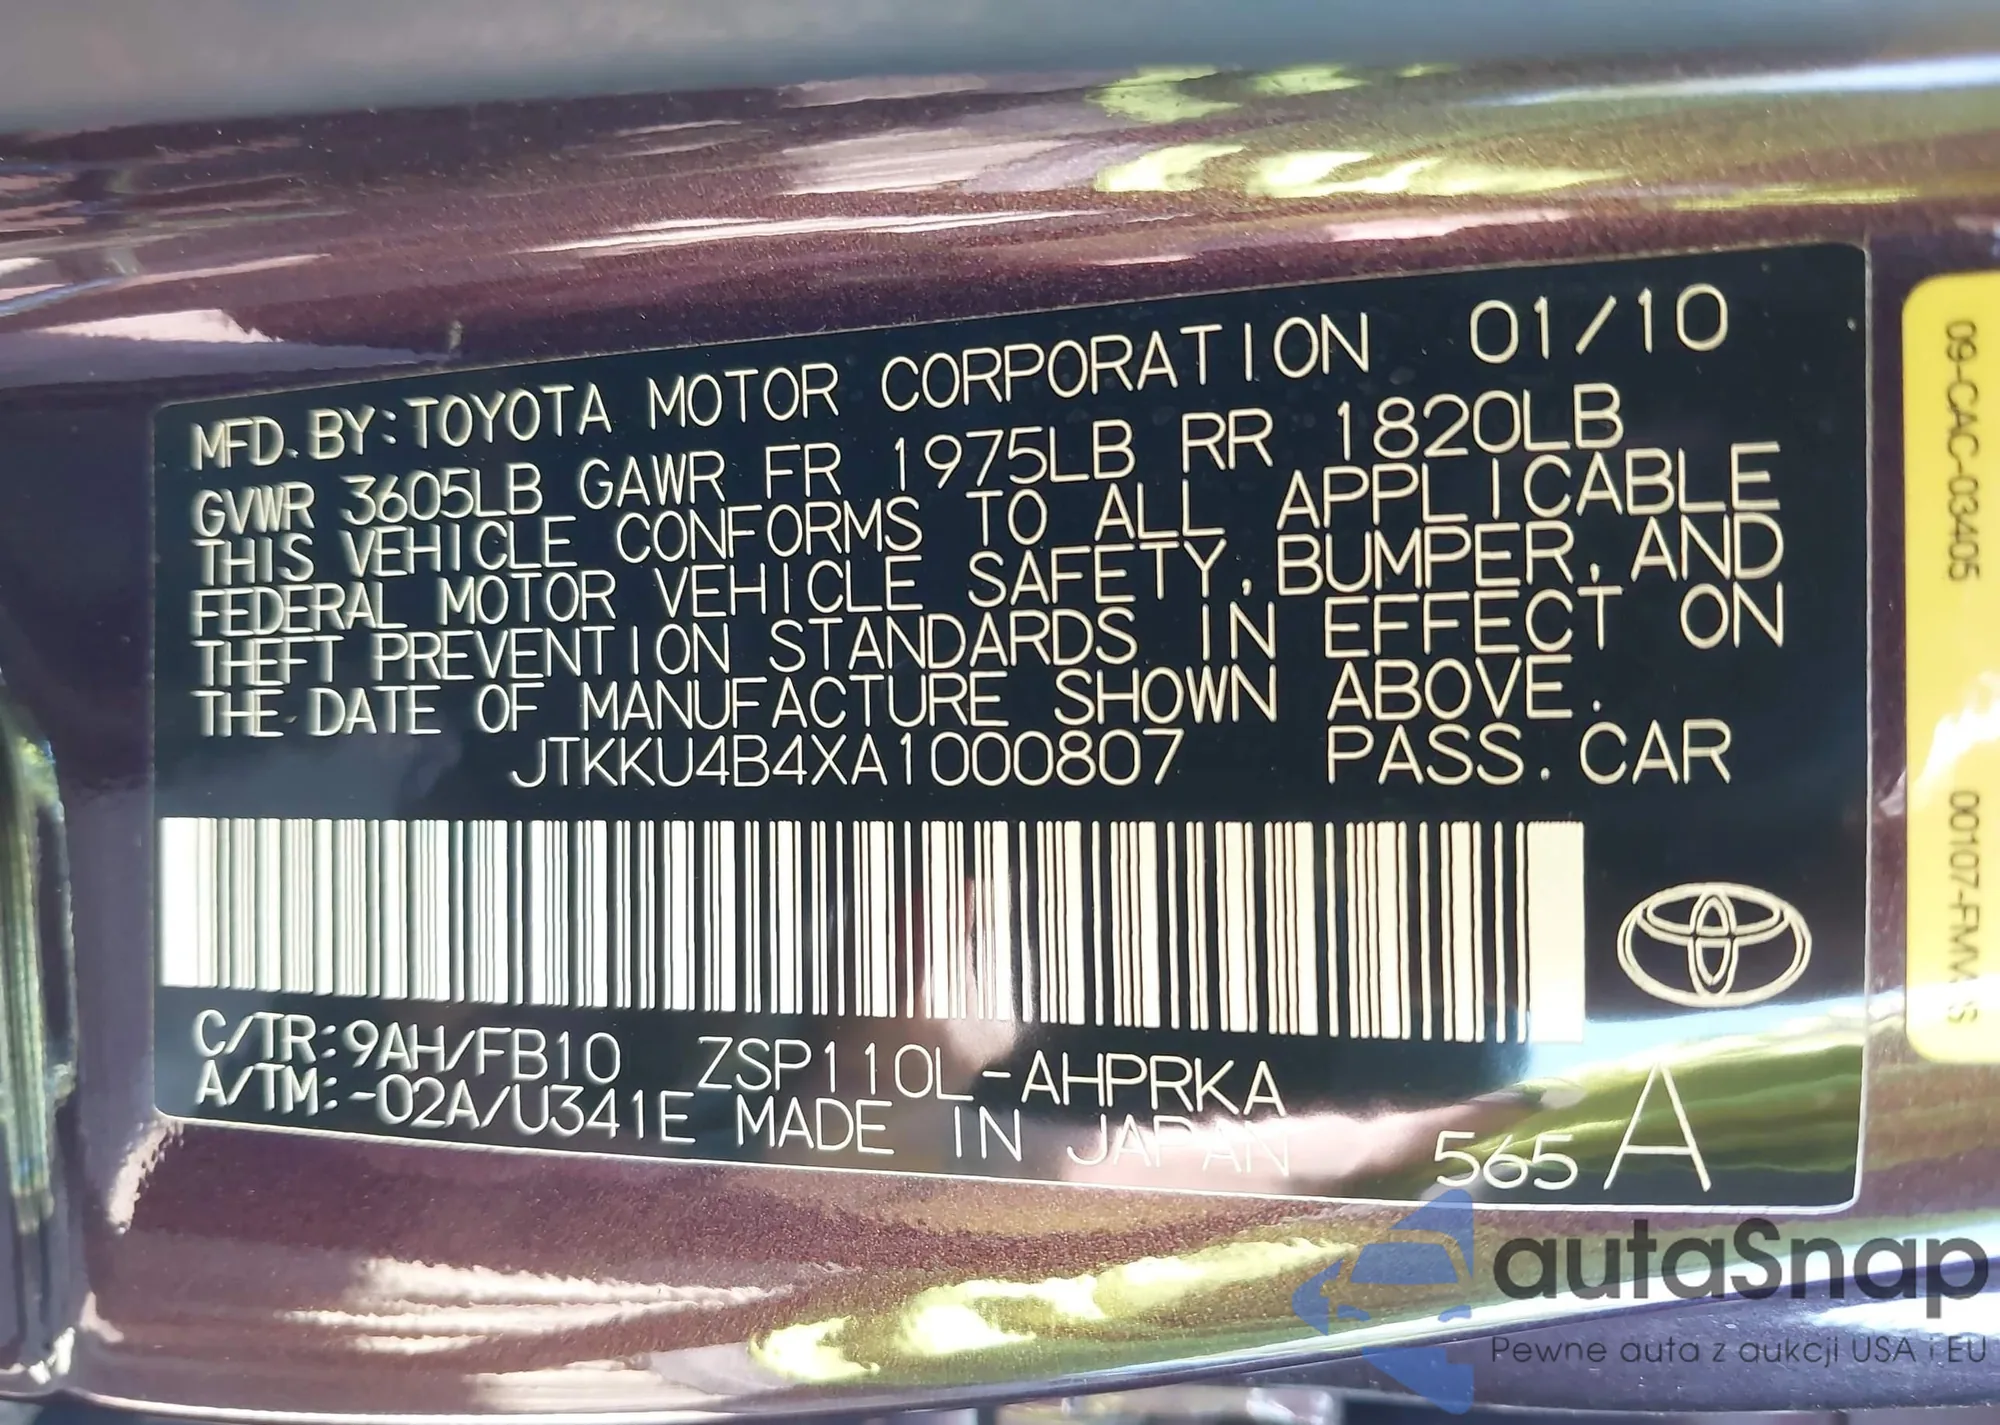 MFD. BY: TOYOTA MOTOR CORPORATION 01/10
GVWR 3605LB GAWR FR 1975LB RR 1820LB
THIS VEHICLE CONFORMS TO ALL APPLICABLE
FEDERAL MOTOR VEHICLE SAFETY, BUMPER, AND
THEFT PREVENTION STANDARDS IN EFFECT ON
THE DATE OF MANUFACTURE SHOWN ABOVE.
JTKKU4B4XA1000807 PASS. CAR
C/TR: 9AH/FB10 ZSP110L-AHPRKA
A/TM: -02A/U341E MADE IN JAPAN
565 A
09-CAC-03405
autaSnap
Pewne auta z aukcji USA i EU